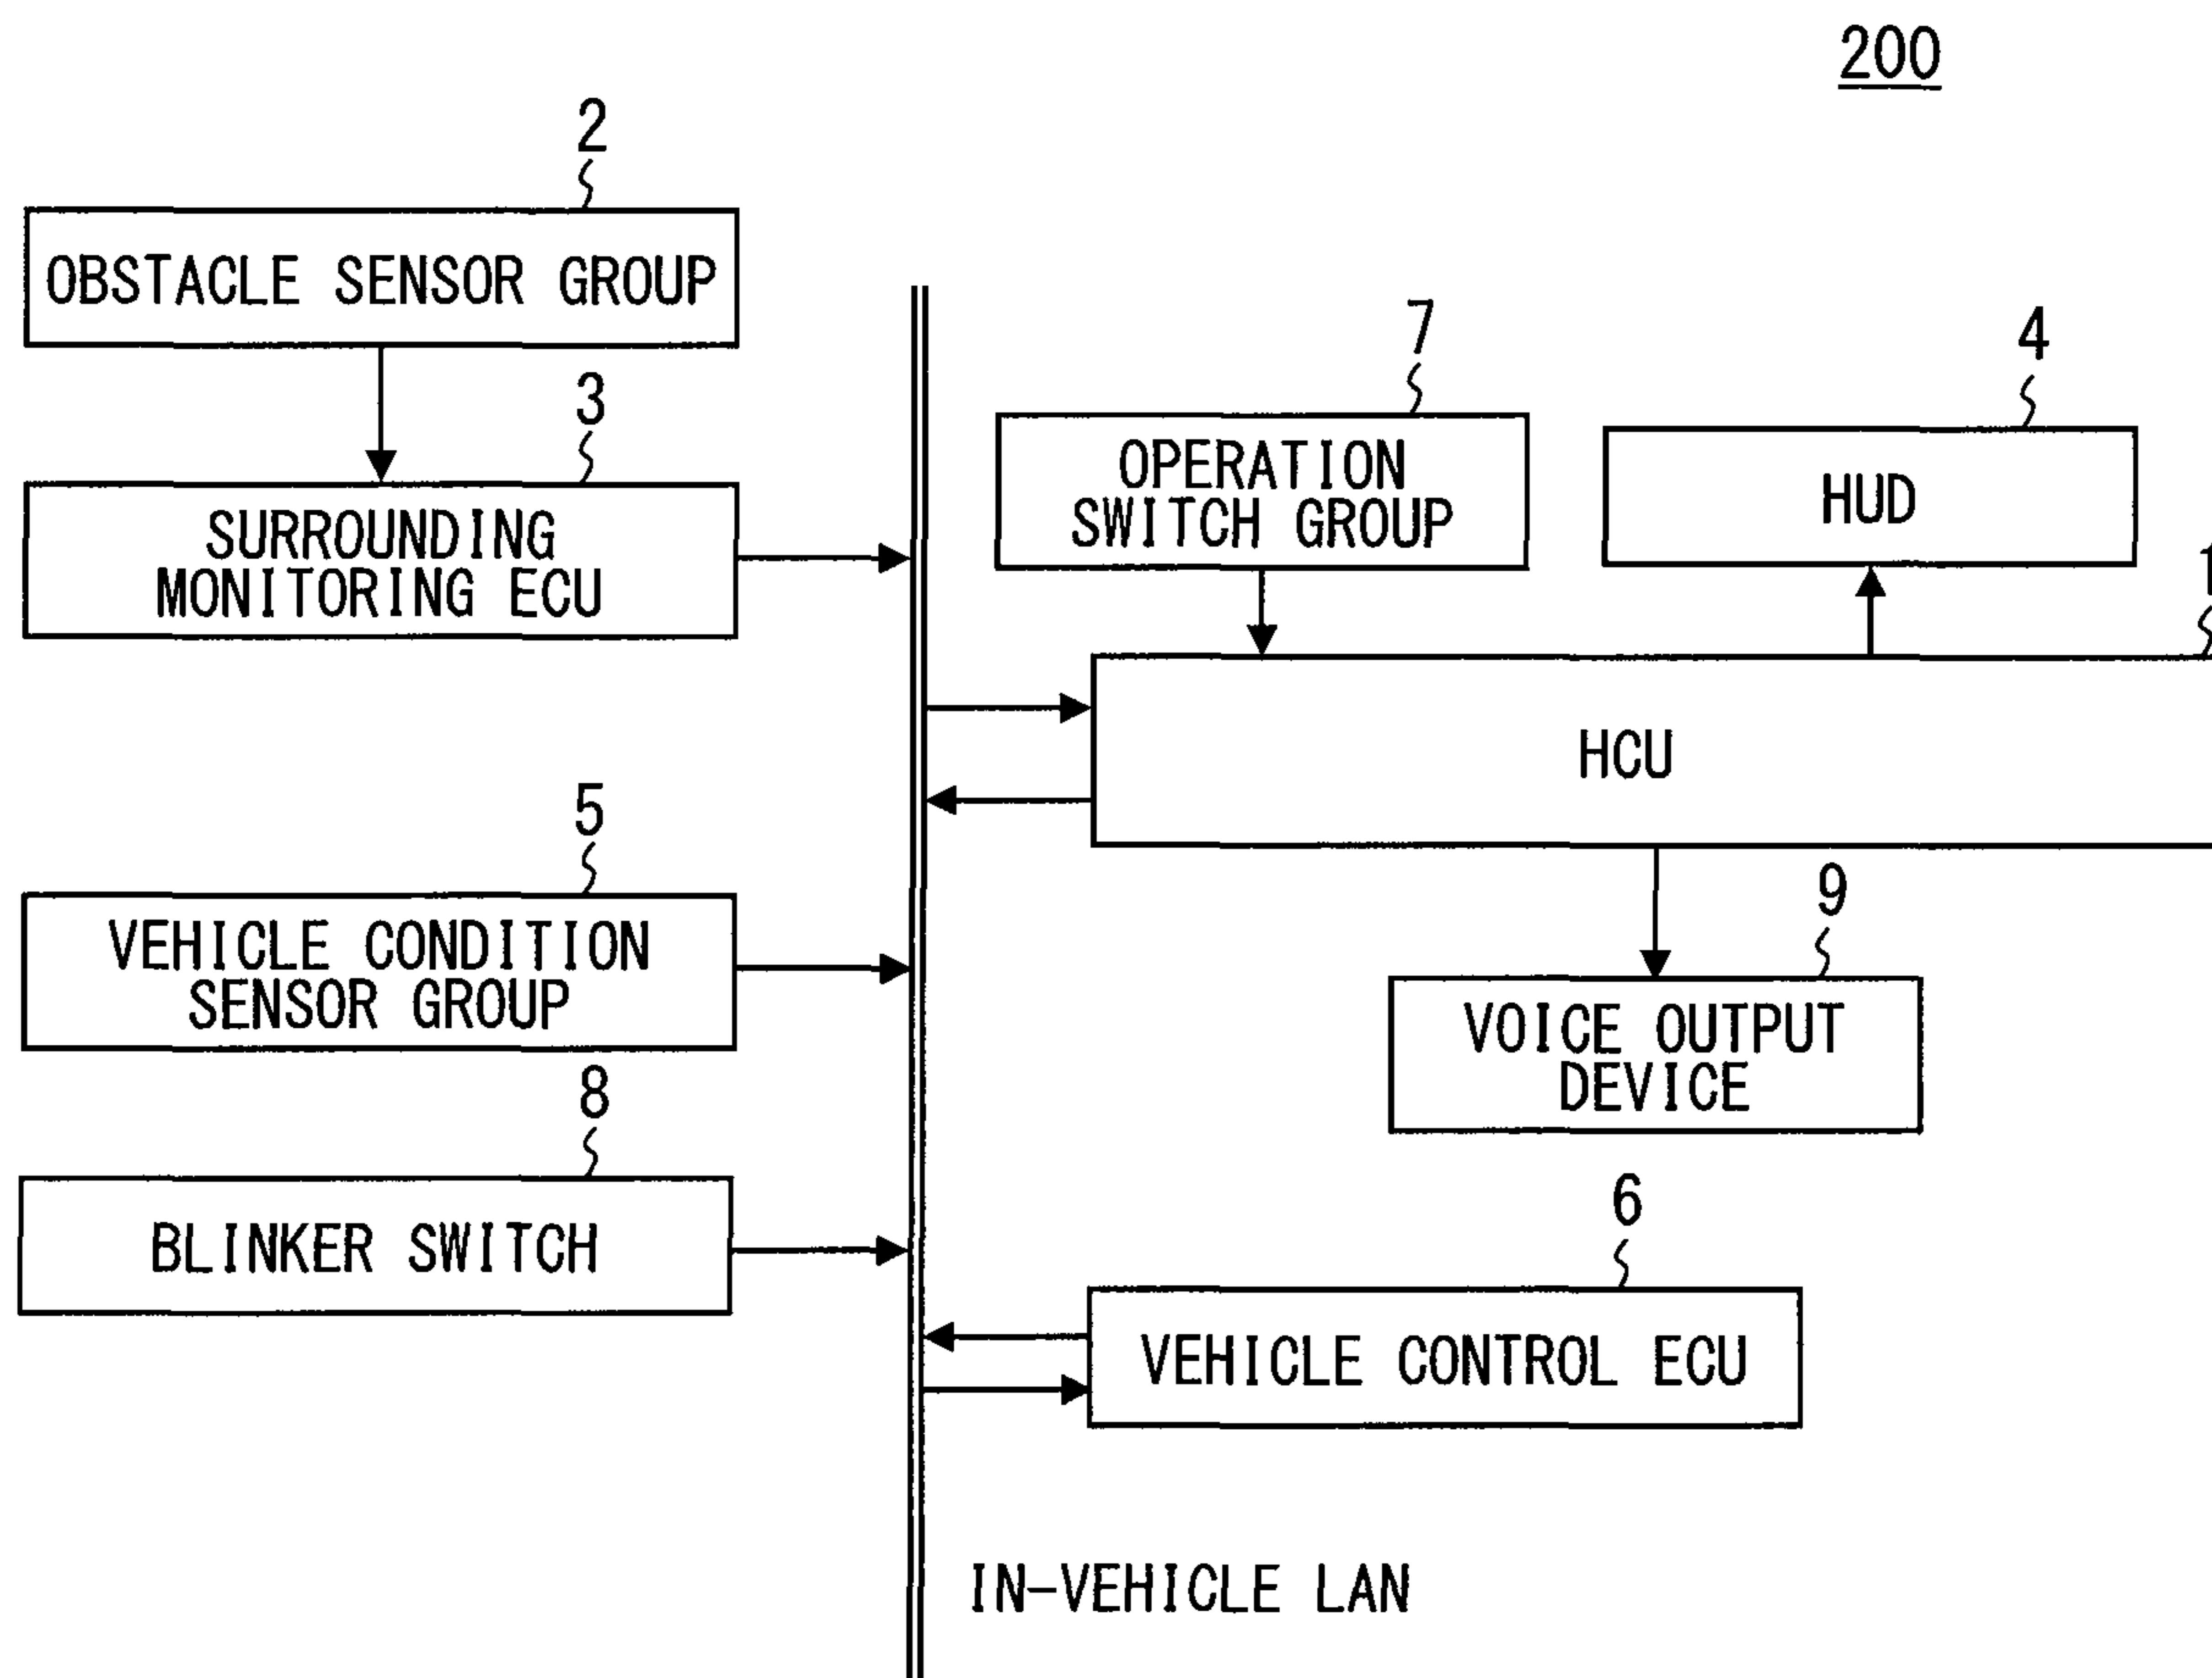 200
2
OBSTACLE SENSOR GROUP
3
SURROUNDING
MONITORING ECU
7
OPERATION
SWITCH GROUP
4
HUD
1
HCU
5
VEHICLE CONDITION
SENSOR GROUP
9
VOICE OUTPUT
DEVICE
8
BLINKER SWITCH
6
VEHICLE CONTROL ECU
IN-VEHICLE LAN